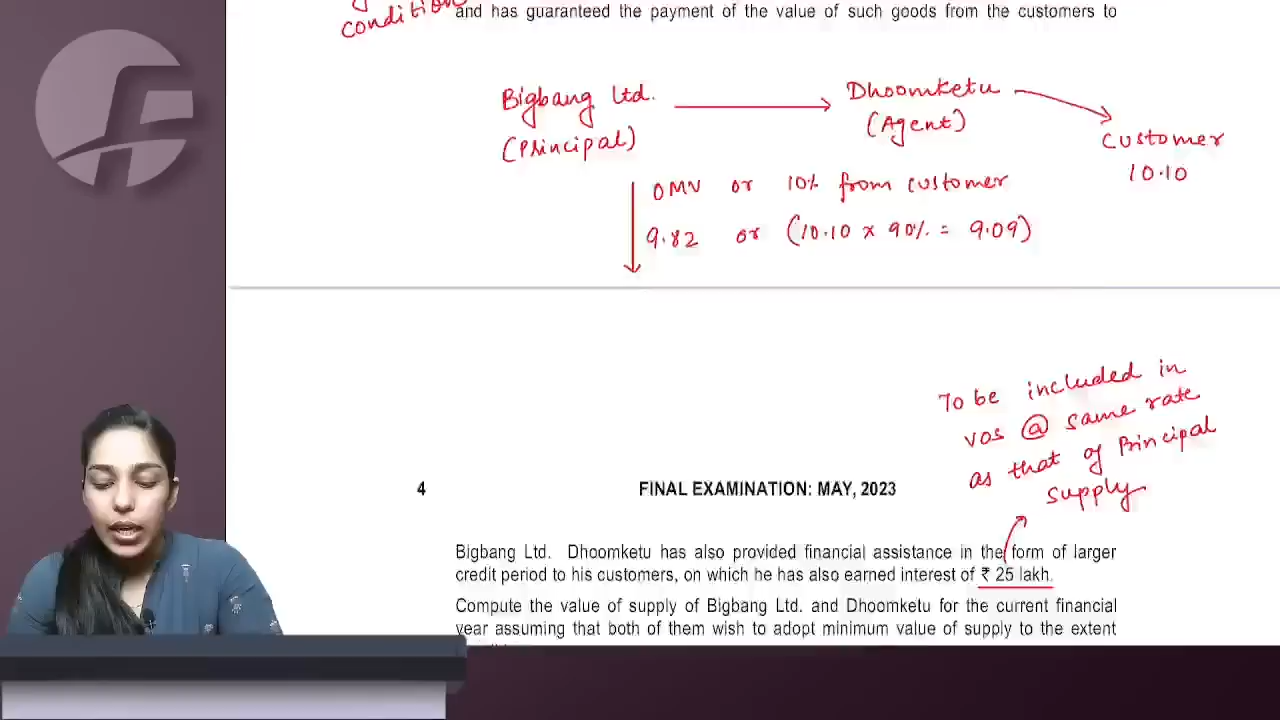 condition
and has guaranteed the payment of the value of such goods from the customers to
Bigbang Ltd.
(Principal)
Dhoomketu
(Agent)
Customer
10.10
OMV or 10% from customer
9.82 or (10.10 x 90% = 9.09)
To be included in
vos @ same rate
as that of Principal
supply
4
FINAL EXAMINATION: MAY, 2023
Bigbang Ltd. Dhoomketu has also provided financial assistance in the form of larger
credit period to his customers, on which he has also earned interest of ₹ 25 lakh.
Compute the value of supply of Bigbang Ltd. and Dhoomketu for the current financial
year assuming that both of them wish to adopt minimum value of supply to the extent